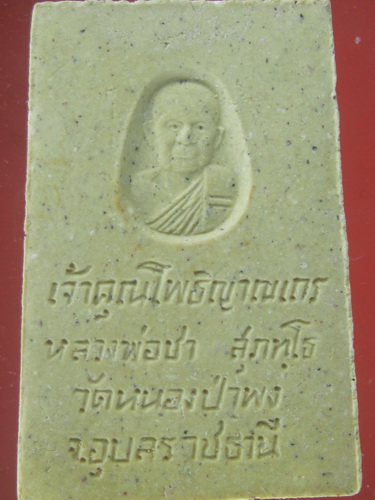 เจ้าคุณโพธิญาณเถร
หลวงพ่อชา สุภทฺโธ
วัดหนองป่าพง
จ.อุบลราชธานี